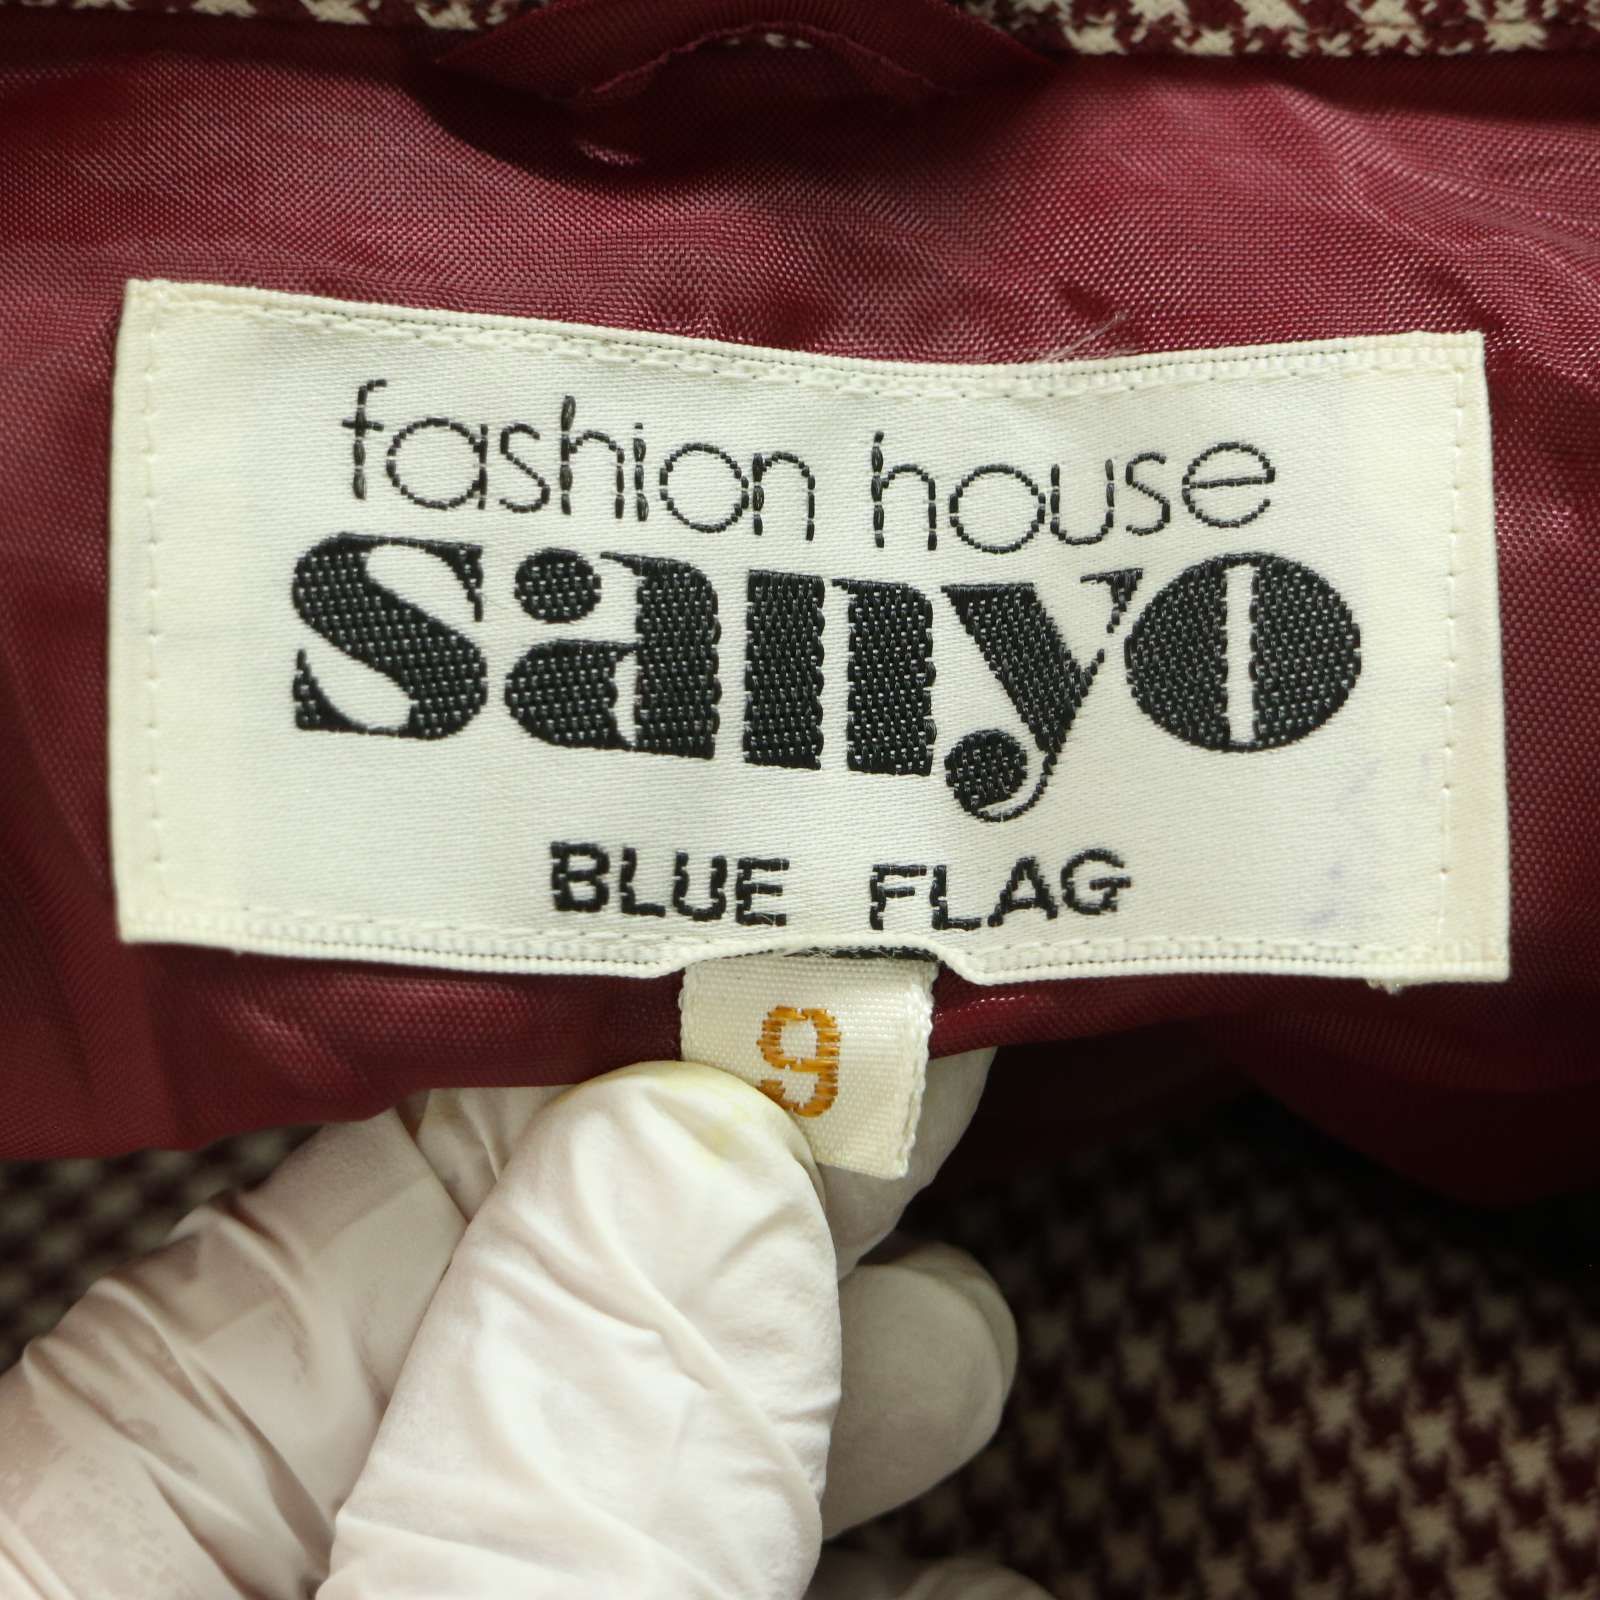 fashion house
sanyo
BLUE FLAG
9